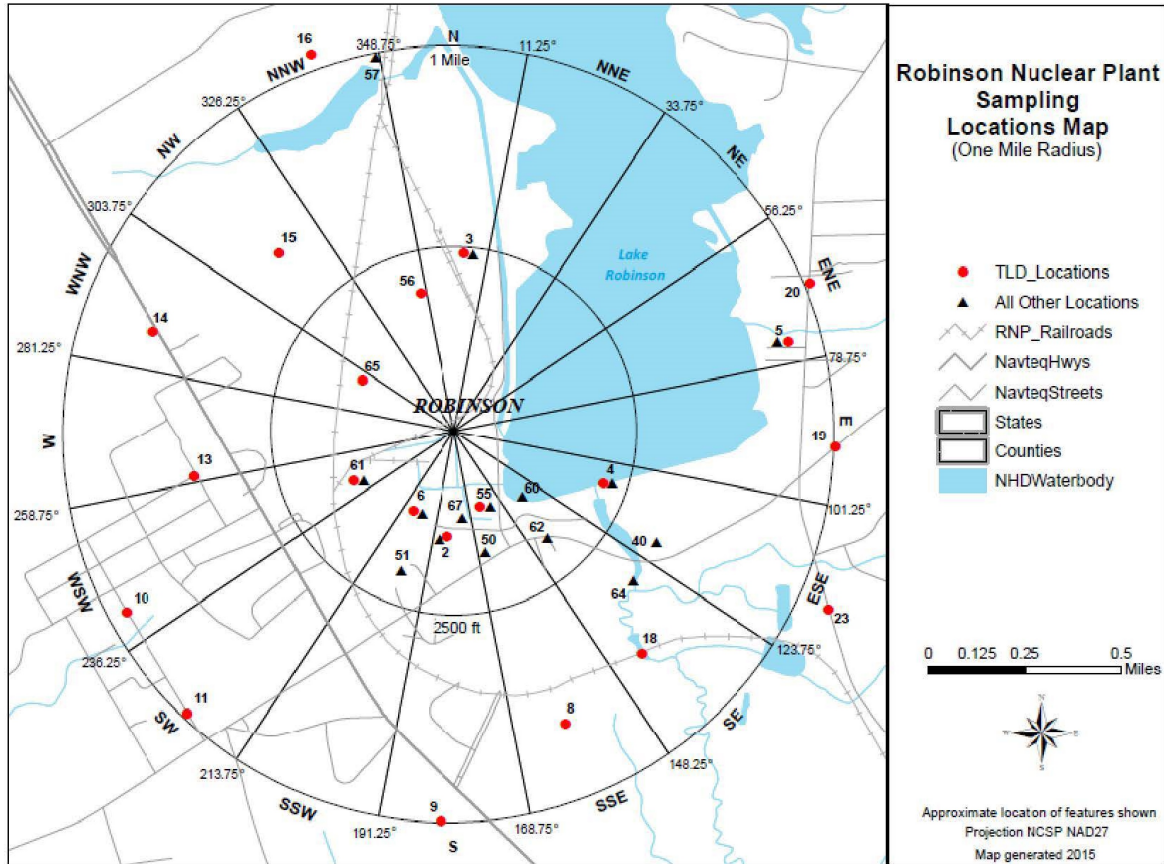 16
N
348.75°
1 Mile
11.25°
NNW
57
NNE
326.25°
33.75°
NW
NE
303.75°
56.25°
15
3
Lake
Robinson
WNW
ENE
56
20
14
5
281.25°
78.75°
65
ROBINSON
W
E
19
13
61
4
6
67
55
60
258.75°
101.25°
2
50
62
40
51
64
WSW
ESE
10
23
2500 ft
236.25°
18
123.75°
11
8
SW
SE
213.75°
148.25°
SSW
SSE
9
191.25°
168.75°
S
Robinson Nuclear Plant
Sampling
Locations Map
(One Mile Radius)
TLD_Locations
All Other Locations
RNP_Railroads
NavteqHwys
NavteqStreets
States
Counties
NHDWaterbody
0 0.125 0.25 0.5
Miles
N
W E
S
Approximate location of features shown
Projection NCSP NAD27
Map generated 2015